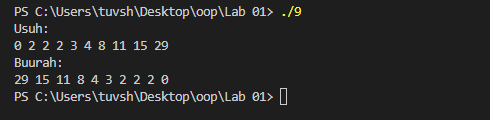 PS C:\Users\tuvsh\Desktop\oop\Lab 01> ./9
Usuh:
0 2 2 2 3 4 8 11 15 29
Buurah:
29 15 11 8 4 3 2 2 2 0
PS C:\Users\tuvsh\Desktop\oop\Lab 01>